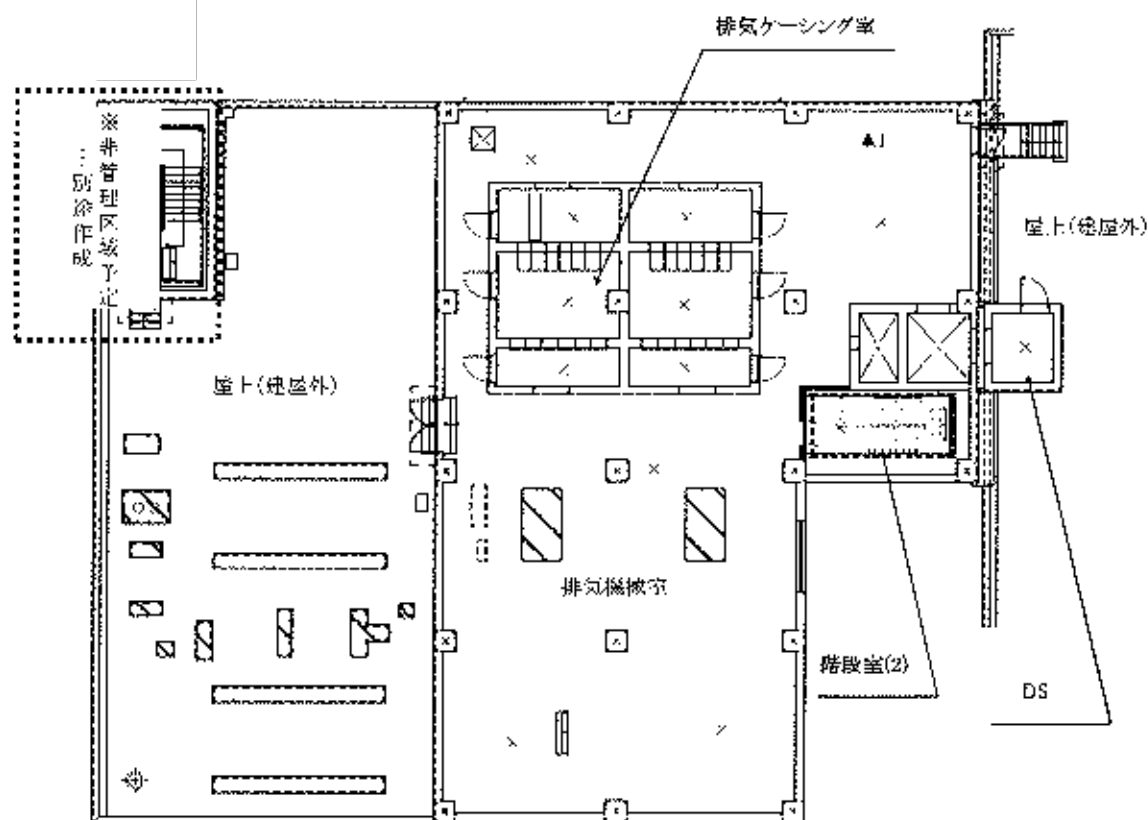 排気ケーシング室
※非管理区域予定
…別途作成
屋上(建屋外)
屋上(建屋外)
排気機械室
階段室(2)
DS